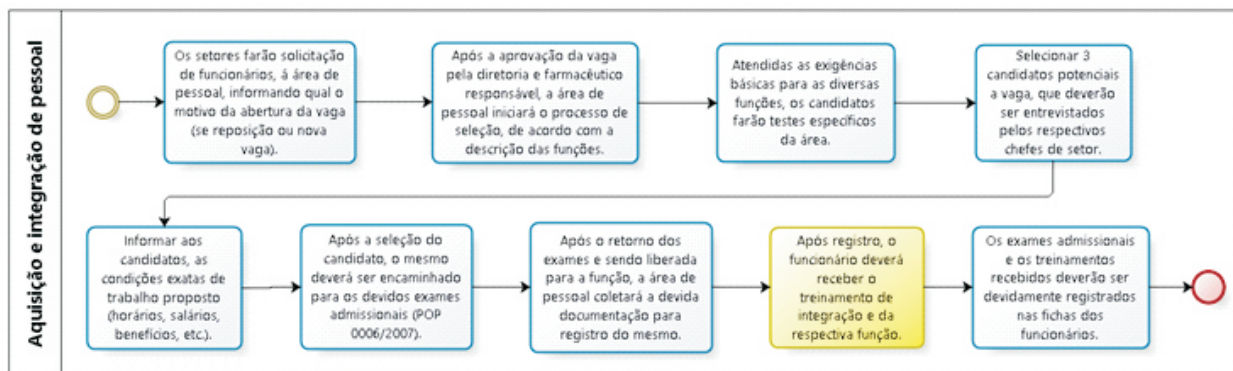 Aquisição e integração de pessoal
Os setores farão solicitação
de funcionários, á área de
pessoal, informando qual o
motivo da abertura da vaga
(se reposição ou nova
vaga).
Após a aprovação da vaga
pela diretoria e farmacêutico
responsável, a área de
pessoal iniciará o processo de
seleção, de acordo com a
descrição das funções.
Atendidas as exigências
básicas para as diversas
funções, os candidatos
farão testes específicos
da área.
Selecionar 3
candidatos potenciais
a vaga, que deverão
ser entrevistados
pelos respectivos
chefes de setor.
Informar aos
candidatos, as
condições exatas de
trabalho proposto
(horários, salários,
benefícios, etc.).
Após a seleção do
candidato, o mesmo
deverá ser encaminhado
para os devidos exames
admissionais (POP
0006/2007).
Após o retorno dos
exames e sendo liberada
para a função, a área de
pessoal coletará a devida
documentação para
registro do mesmo.
Após registro, o
funcionário deverá
receber o
treinamento de
integração e da
respectiva função.
Os exames admissionais
e os treinamentos
recebidos deverão ser
devidamente registrados
nas fichas dos
funcionários.